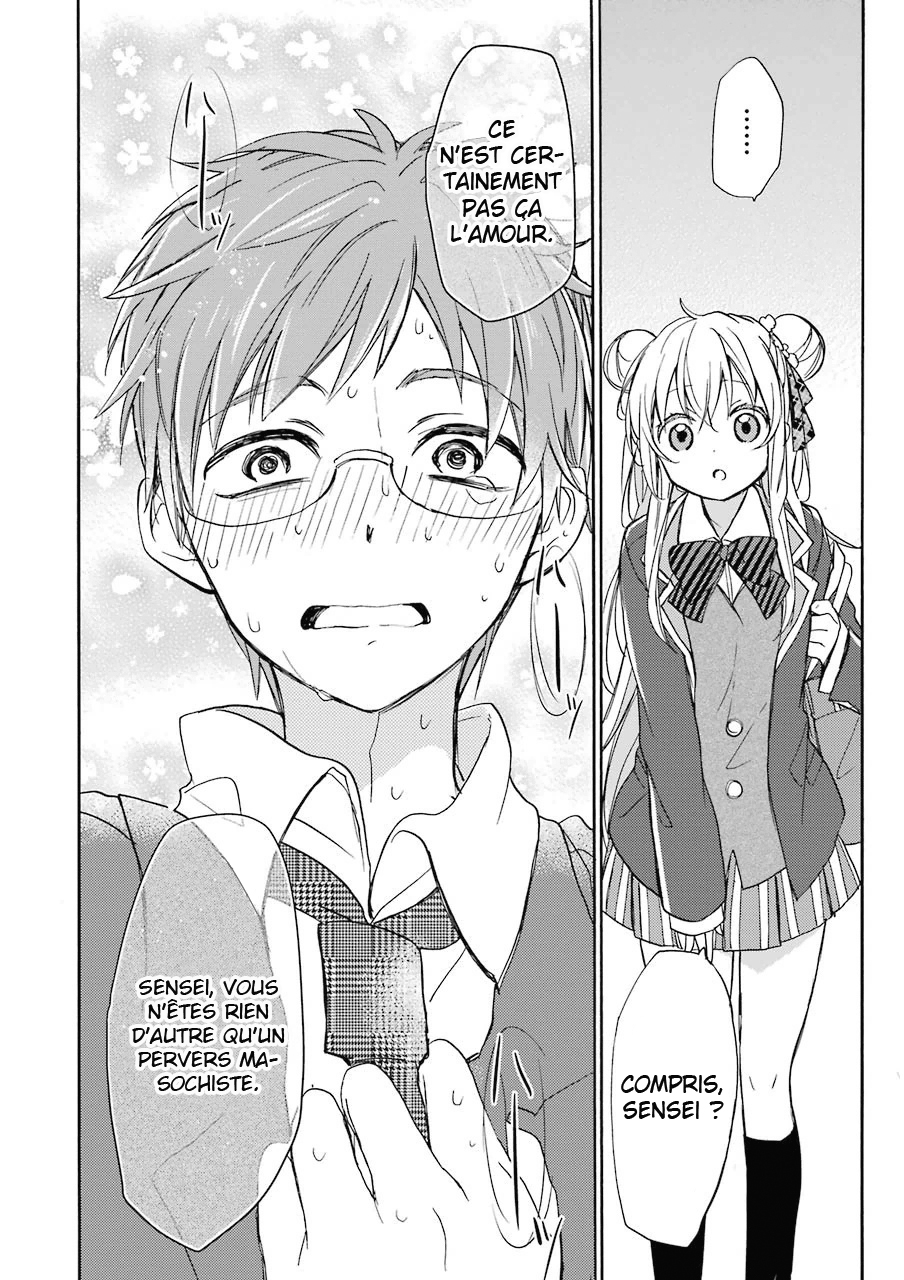 ......
COMPRIS,
SENSEI ?
CE
N'EST CER-
TAINEMENT
PAS ÇA
L'AMOUR.
SENSEI, VOUS
N'ÊTES RIEN
D'AUTRE QU'UN
PERVERS MA-
SOCHISTE.